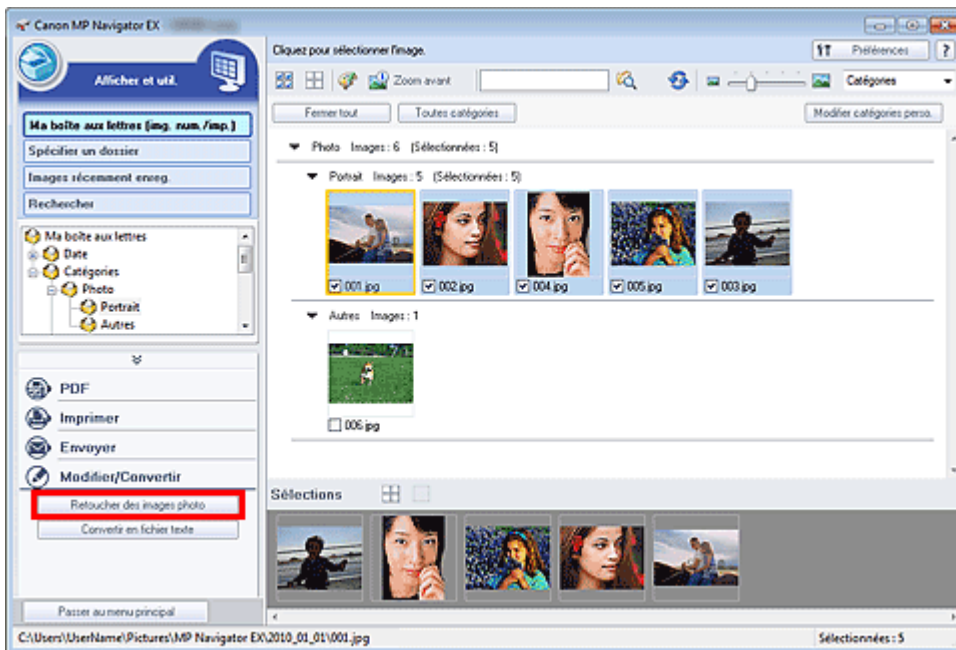 Canon MP Navigator EX
Afficher et util.
Cliquez pour sélectionner l'image.
Préférences
?
Zoom avant
Catégories
Ma boîte aux lettres (img. num./imp.)
Spécifier un dossier
Images récemment enreg.
Rechercher
Fermer tout
Toutes catégories
Modifier catégories perso.
Photo Images : 6 (Sélectionnées : 5)
Portrait Images : 5 (Sélectionnées : 5)
001.jpg
002.jpg
004.jpg
005.jpg
003.jpg
Autres Images : 1
006.jpg
Ma boîte aux lettres
Date
Catégories
Photo
Portrait
Autres
PDF
Imprimer
Envoyer
Modifier/Convertir
Retoucher des images photo
Convertir en fichier texte
Passer au menu principal
Sélections
C:\Users\UserName\Pictures\MP Navigator EX\2010_01_01\001.jpg
Sélectionnées : 5